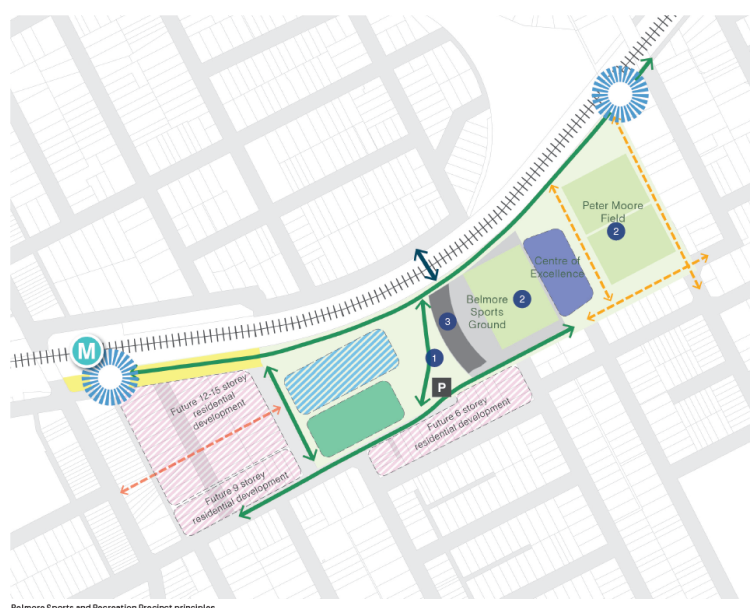 Peter Moore
Field
2
Centre of
Excellence
2
Belmore
Sports
Ground
3
M
1
P
Future 12-15 storey
residential
development
Future 6 storey
residential development
Future 9 storey
residential development
Belmore Sports and Recreation Precinct principles